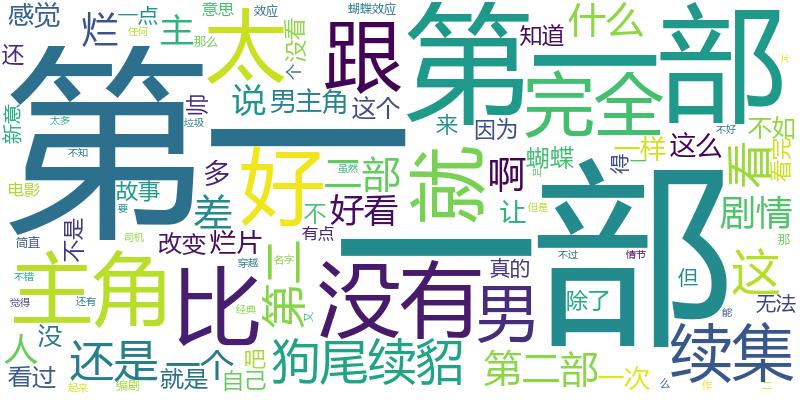 感觉
一点
意思
效应
蝴蝶效应
什么
任何
那么
还
烂
主
太
个
没看
跟
第一部
知道
完全
新意
太多
垃圾
帅
说
男主角
这个
来
因为
不如
不知
第一部
好
多
二部
虽然
就
啊
蝴蝶
得
一样
这么
不好
看
看完
片
电影
故事
要
差
不
好看
让
剧情
简直
不是
司机
改变
烂片
有点
第二
真的
不过
情节
但是
但
这
那
主角
比
没有
男
除了
无法
能
不错
觉得
还有
穿越
经典
名字
又
人
没
还是
就是
一个
吧
自己
狗尾续貂
第二部
一次
续集
看过
起来
编剧
么
作
二